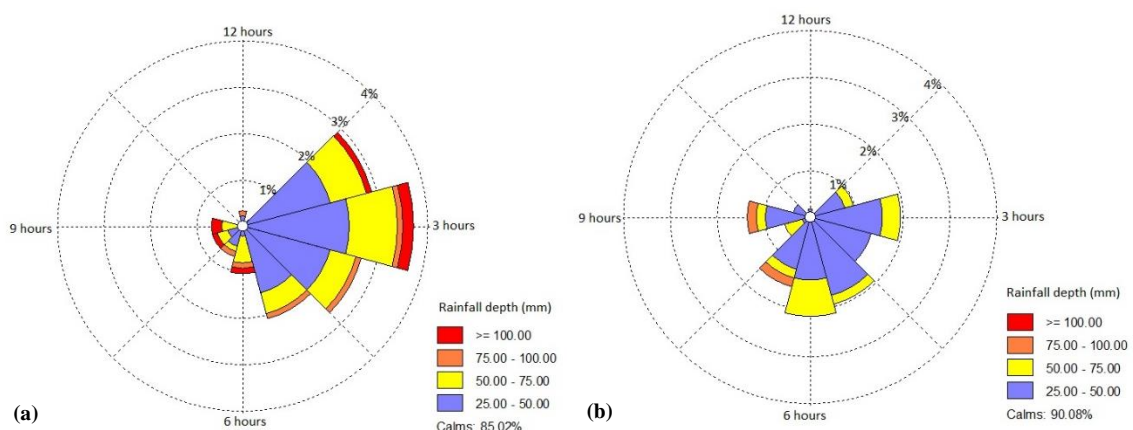 12 hours
4%
3%
2%
1%
9 hours
3 hours
Rainfall depth (mm)
>= 100.00
75.00 - 100.00
50.00 - 75.00
25.00 - 50.00
Calms: 85.02%
6 hours
(a)
12 hours
4%
3%
2%
1%
9 hours
3 hours
Rainfall depth (mm)
>= 100.00
75.00 - 100.00
50.00 - 75.00
25.00 - 50.00
Calms: 90.08%
6 hours
(b)